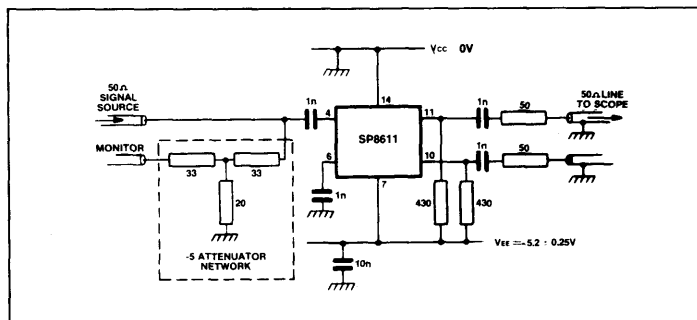 VCC 0V
50Ω
SIGNAL
SOURCE
MONITOR
33
33
20
-5 ATTENUATOR
NETWORK
1n
4
6
1n
14
SP8611
7
11
10
1n
50
1n
50
50Ω LINE
TO SCOPE
430
430
10n
VEE = -5.2 : 0.25V